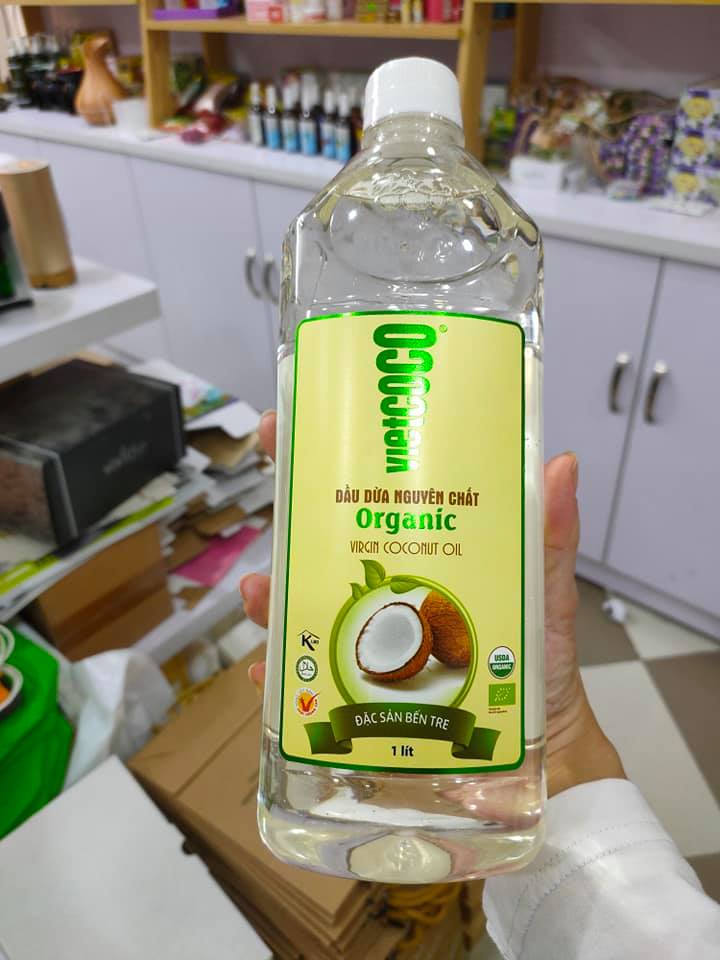 vietcoco®
DẦU DỪA NGUYÊN CHẤT
Organic
VIRGIN COCONUT OIL
K
USDA
ORGANIC
ĐẶC SẢN BẾN TRE
1 lít